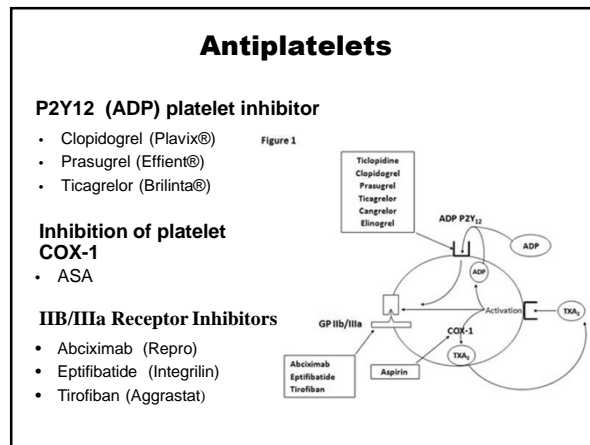 Antiplatelets
P2Y12 (ADP) platelet inhibitor
• Clopidogrel (Plavix®)
• Prasugrel (Effient®)
• Ticagrelor (Brilinta®)
Inhibition of platelet
COX-1
• ASA
IIB/IIIa Receptor Inhibitors
• Abciximab (Repro)
• Eptifibatide (Integrilin)
• Tirofiban (Aggrastat)
Figure 1
Ticlopidine
Clopidogrel
Prasugrel
Ticagrelor
Cangrelor
Elinogrel
ADP P2Y₁₂
ADP
ADP
GP IIb/IIIa
Activation
TXA₂
COX-1
TXA₂
Abciximab
Eptifibatide
Tirofiban
Aspirin